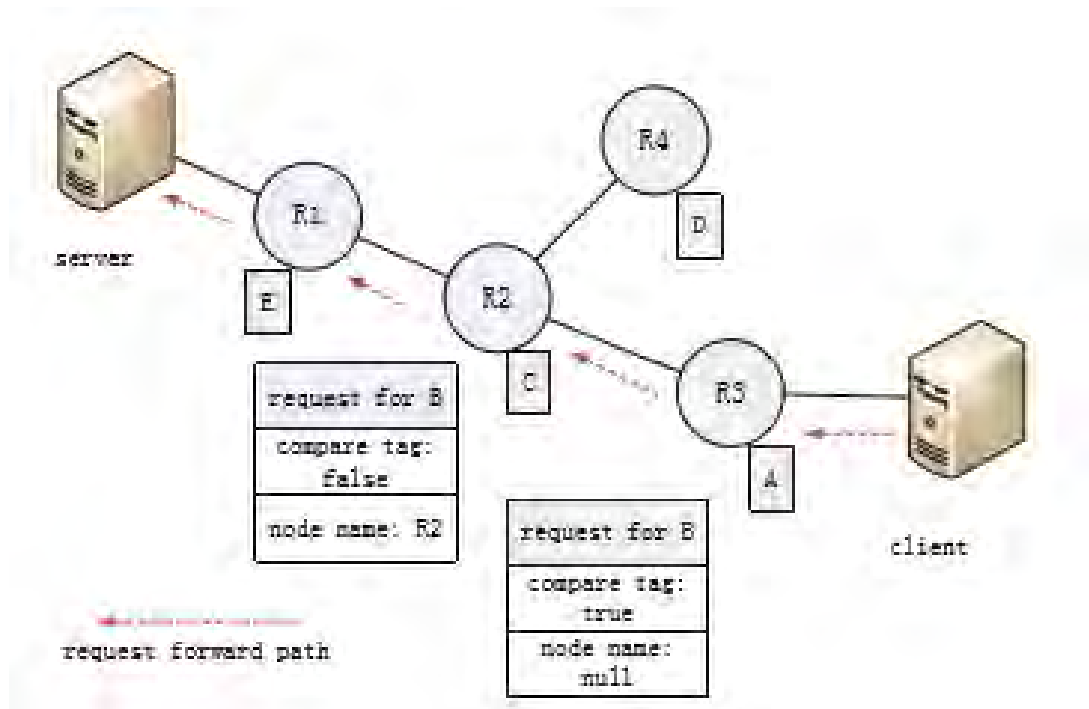 R4
D
R1
server
E
R2
C
R3
A
client
request for B
compare tag:
false
node name: R2
request for B
compare tag:
true
node name:
null
request forward path